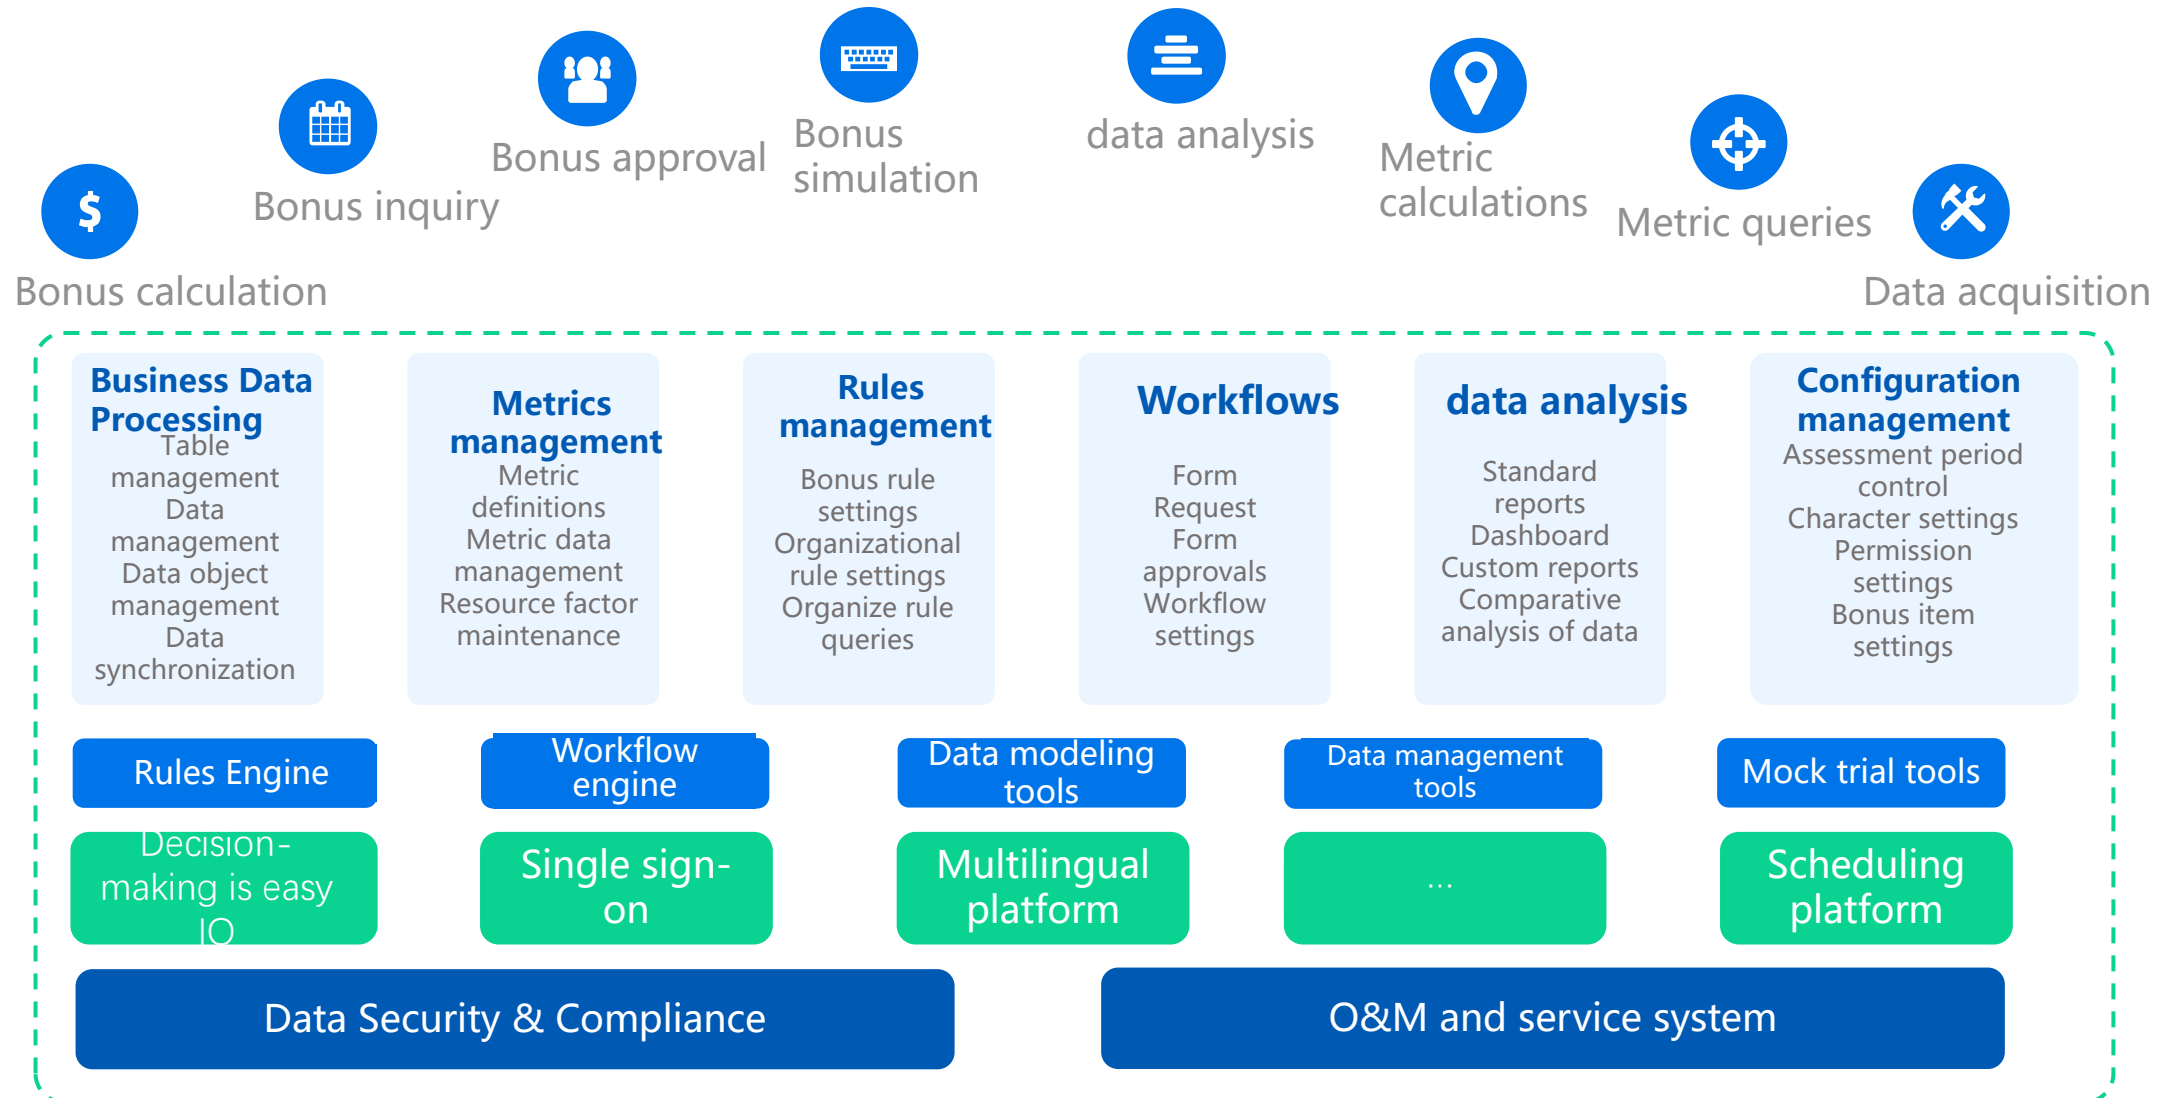 $
Bonus calculation
Bonus inquiry
Bonus approval
Bonus
simulation
data analysis
Metric
calculations
Metric queries
Data acquisition
Business Data
Processing
Table
management
Data
management
Data object
management
Data
synchronization
Metrics
management
Metric
definitions
Metric data
management
Resource factor
maintenance
Rules
management
Bonus rule
settings
Organizational
rule settings
Organize rule
queries
Workflows
Form
Request
Form
approvals
Workflow
settings
data analysis
Standard
reports
Dashboard
Custom reports
Comparative
analysis of data
Configuration
management
Assessment period
control
Character settings
Permission
settings
Bonus item
settings
Rules Engine
Workflow
engine
Data modeling
tools
Data management
tools
Mock trial tools
Decision-
making is easy
IO
Single sign-
on
Multilingual
platform
...
Scheduling
platform
Data Security & Compliance
O&M and service system